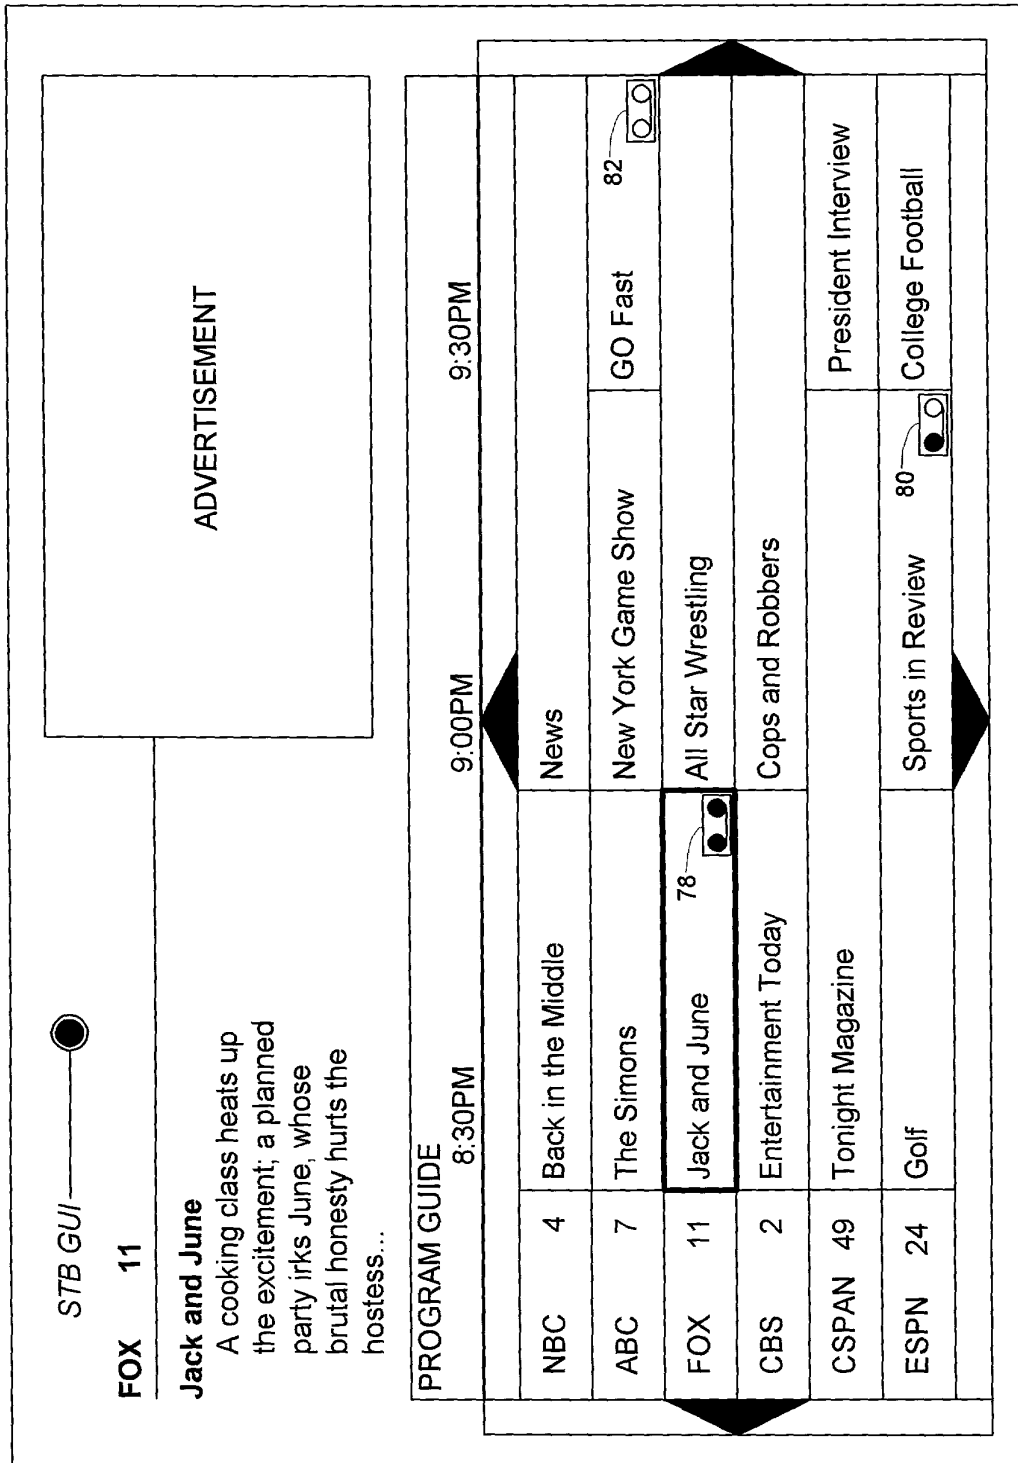 STB GUI
FOX 11
Jack and June
A cooking class heats up
the excitement; a planned
party irks June, whose
brutal honesty hurts the
hostess...
ADVERTISEMENT
PROGRAM GUIDE
8:30PM 9:00PM 9:30PM
NBC 4 Back in the Middle News
ABC 7 The Simons New York Game Show GO Fast 82
FOX 11 Jack and June 78 All Star Wrestling
CBS 2 Entertainment Today Cops and Robbers
CSPAN 49 Tonight Magazine President Interview
ESPN 24 Golf Sports in Review 80 College Football